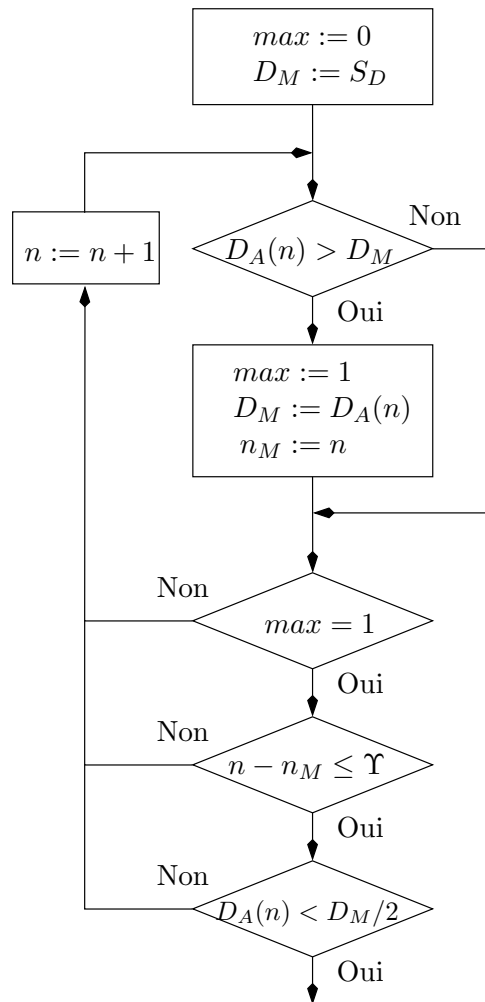 max := 0
D_M := S_D
Non
n := n + 1
D_A(n) > D_M
Oui
max := 1
D_M := D_A(n)
n_M := n
Non
max = 1
Oui
Non
n − n_M ≤ Υ
Oui
Non
D_A(n) < D_M/2
Oui